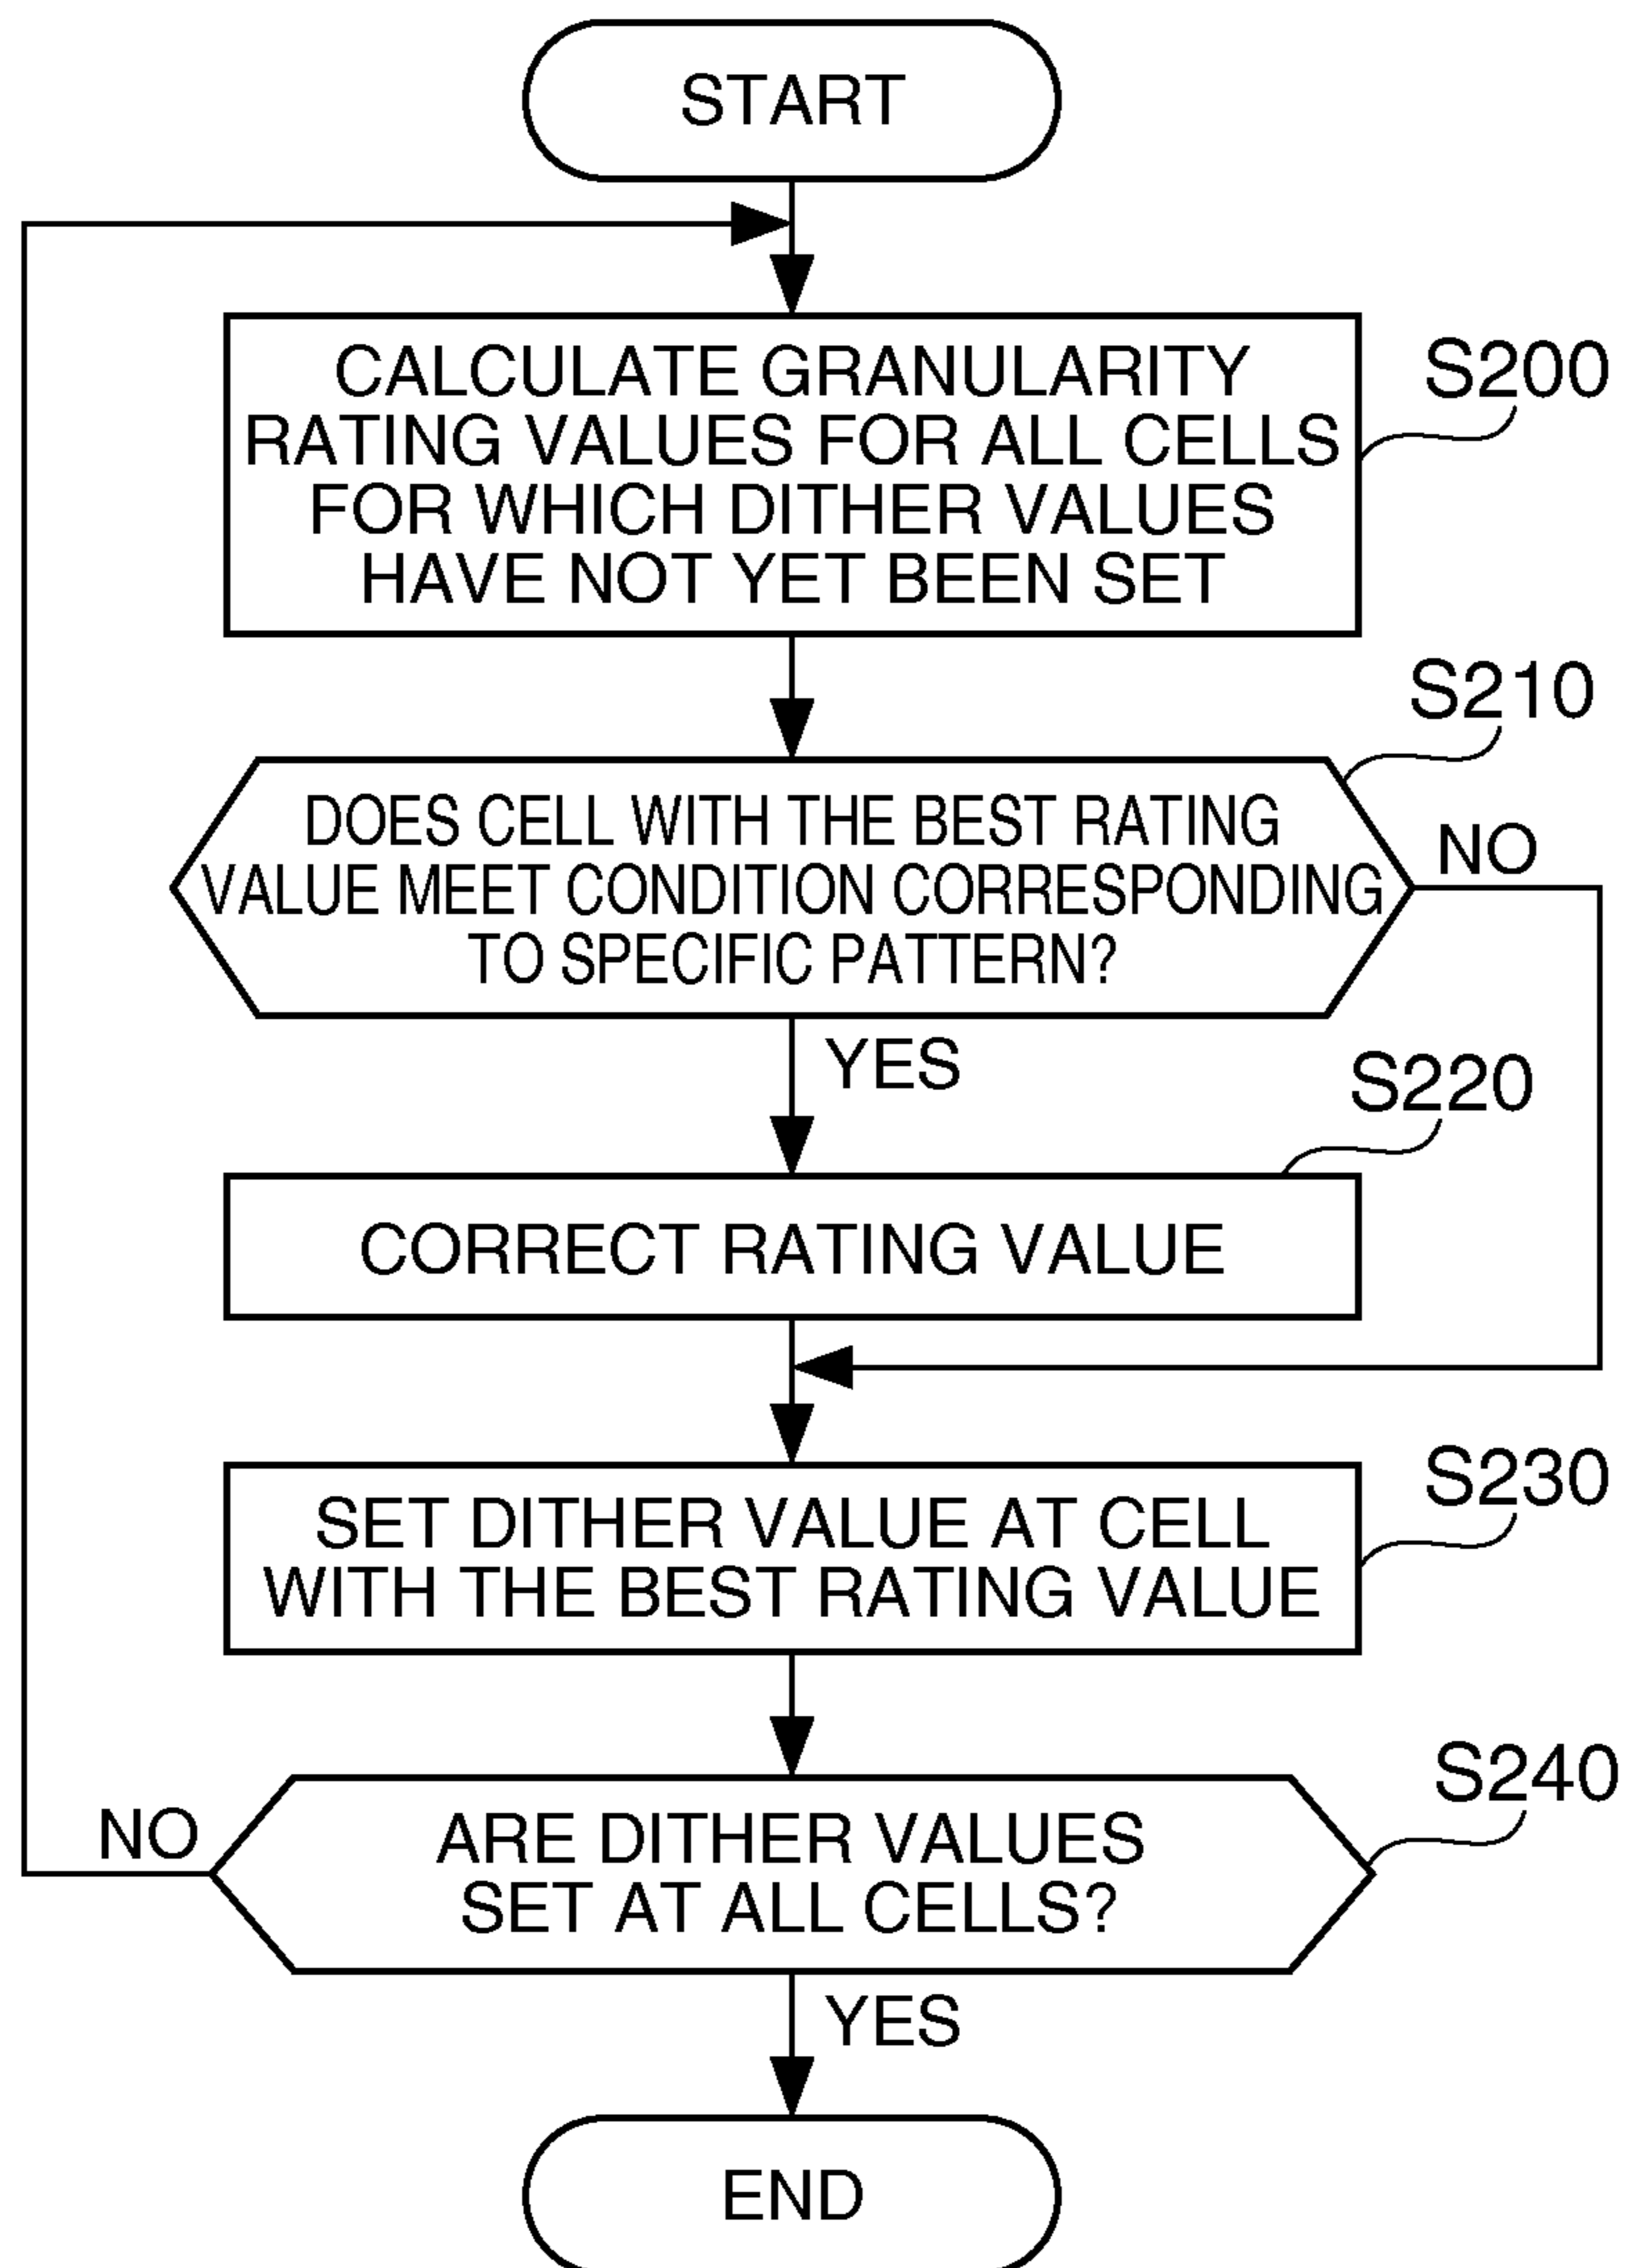 START
CALCULATE GRANULARITY
RATING VALUES FOR ALL CELLS
FOR WHICH DITHER VALUES
HAVE NOT YET BEEN SET
S200
S210
DOES CELL WITH THE BEST RATING
VALUE MEET CONDITION CORRESPONDING
TO SPECIFIC PATTERN?
NO
YES
S220
CORRECT RATING VALUE
S230
SET DITHER VALUE AT CELL
WITH THE BEST RATING VALUE
S240
NO
ARE DITHER VALUES
SET AT ALL CELLS?
YES
END